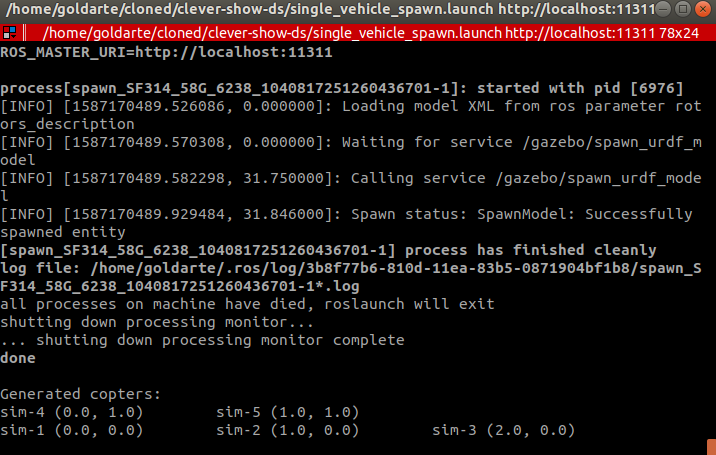 /home/goldarte/cloned/clever-show-ds/single_vehicle_spawn.launch http://localhost:11311
/home/goldarte/cloned/clever-show-ds/single_vehicle_spawn.launch http://localhost:11311 78x24
ROS_MASTER_URI=http://localhost:11311
process[spawn_SF314_58G_6238_1040817251260436701-1]: started with pid [6976]
[INFO] [1587170489.526086, 0.000000]: Loading model XML from ros parameter rot
ors_description
[INFO] [1587170489.570308, 0.000000]: Waiting for service /gazebo/spawn_urdf_m
odel
[INFO] [1587170489.582298, 31.750000]: Calling service /gazebo/spawn_urdf_mode
l
[INFO] [1587170489.929484, 31.846000]: Spawn status: SpawnModel: Successfully
spawned entity
[spawn_SF314_58G_6238_1040817251260436701-1] process has finished cleanly
log file: /home/goldarte/.ros/log/3b8f77b6-810d-11ea-83b5-0871904bf1b8/spawn_S
F314_58G_6238_1040817251260436701-1*.log
all processes on machine have died, roslaunch will exit
shutting down processing monitor...
... shutting down processing monitor complete
done
Generated copters:
sim-4 (0.0, 1.0) sim-5 (1.0, 1.0)
sim-1 (0.0, 0.0) sim-2 (1.0, 0.0) sim-3 (2.0, 0.0)